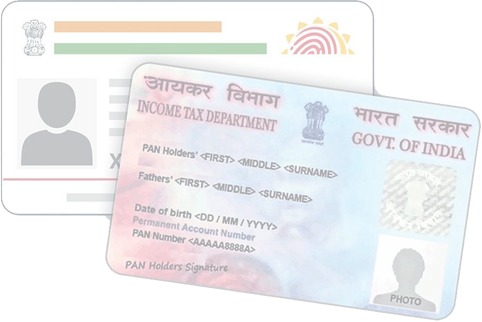 आयकर विभाग
INCOME TAX DEPARTMENT
भारत सरकार
GOVT. OF INDIA
PAN Holders' <FIRST> <MIDDLE> <SURNAME>
Fathers' <FIRST> <MIDDLE> <SURNAME>
Date of birth <DD / MM / YYYY>
Permanent Account Number
PAN Number <AAAAA8888A>
PAN Holders Signature
PHOTO
X